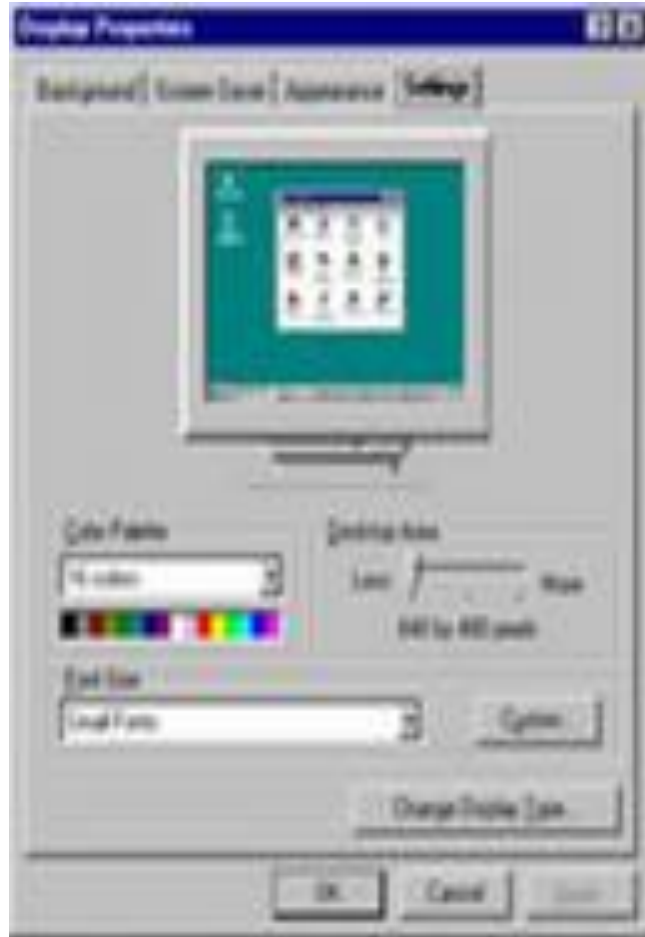 Display Properties
Background Screen Saver Appearance Settings
Color Palette
Desktop Area
16 colors
Less
More
640 by 480 pixels
Font Size
Small Fonts
Custom...
Change Display Type...
OK
Cancel
Apply